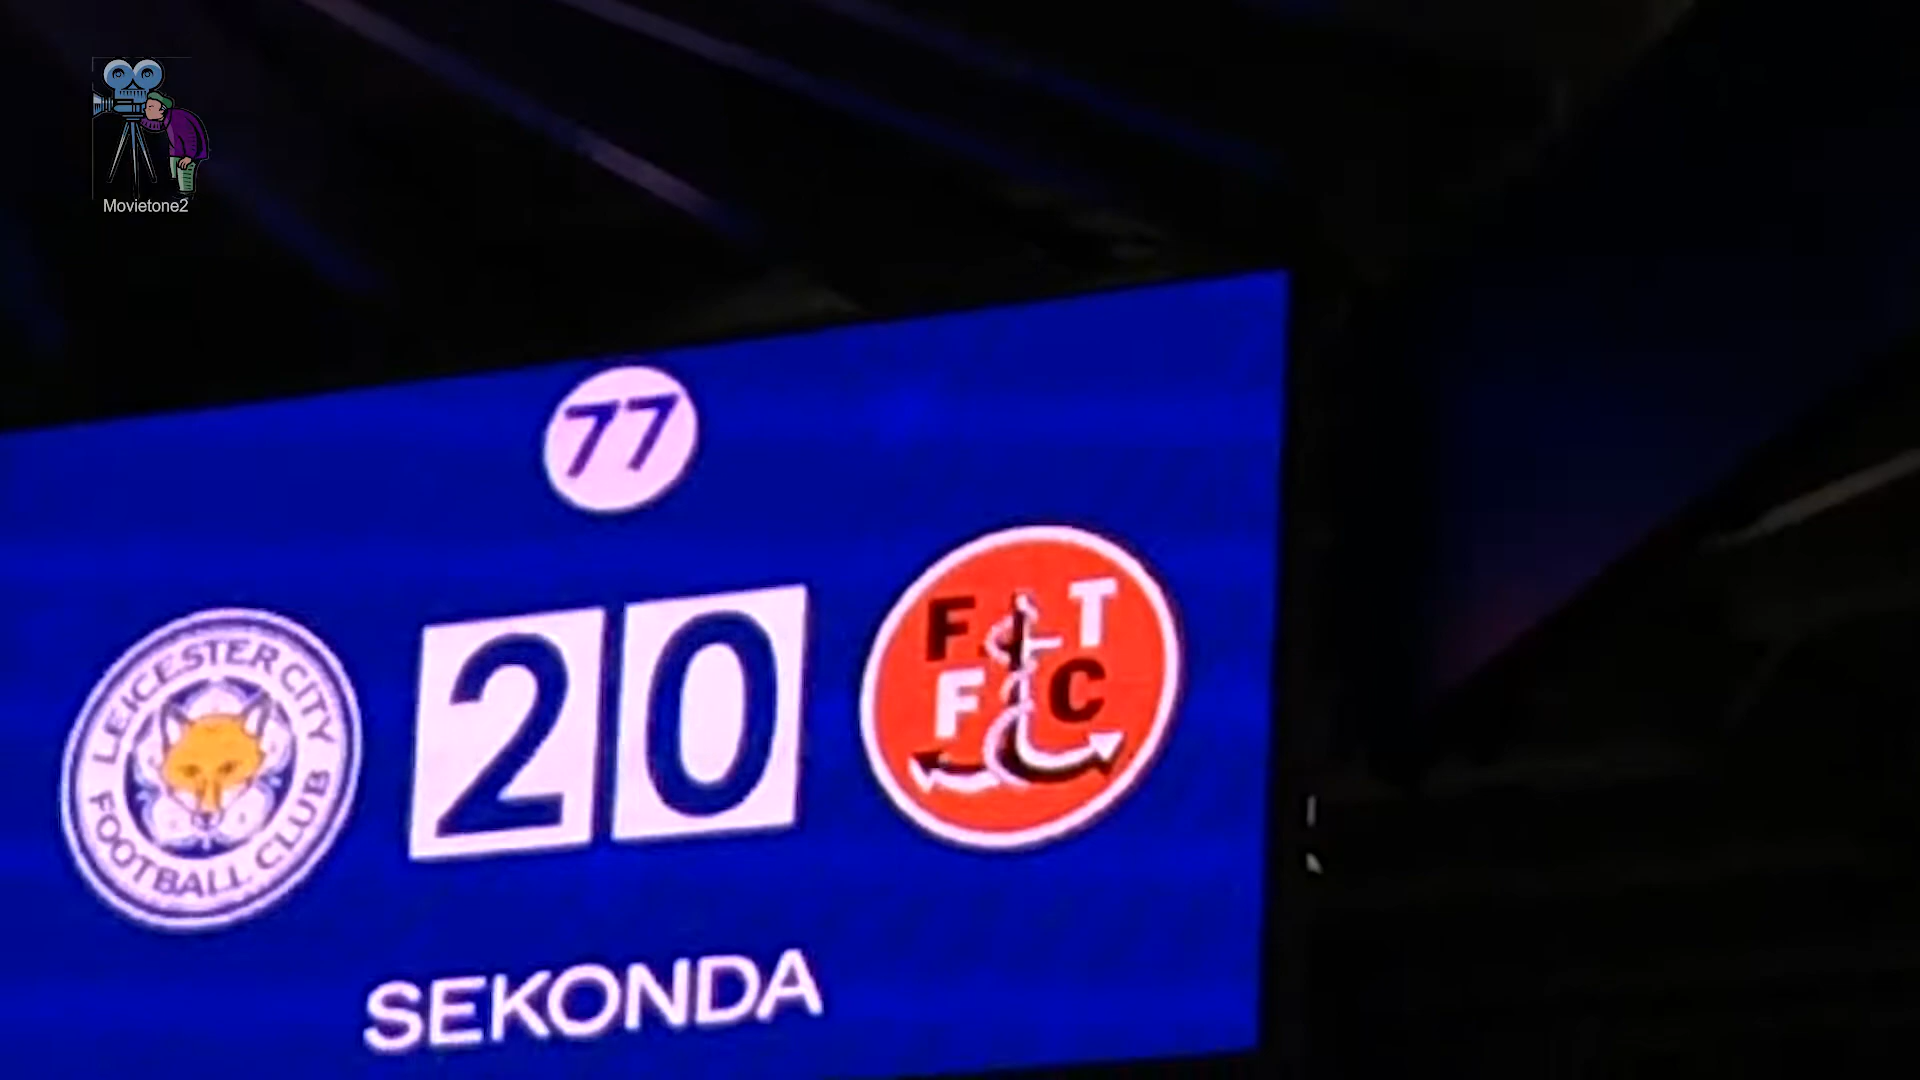 Movietone2
77
LEICESTER CITY
FOOTBALL CLUB
2 0
F T
F C
SEKONDA